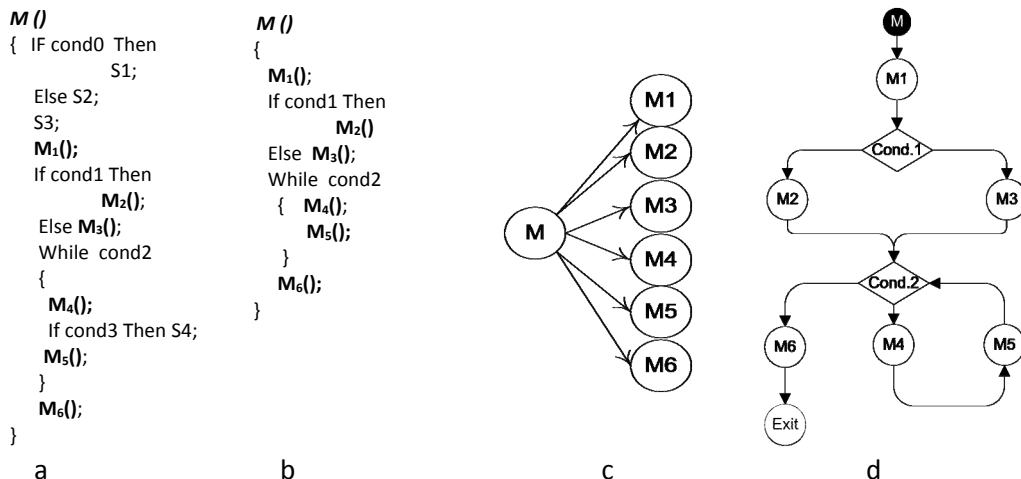 M ()
{ IF cond0 Then
S1;
Else S2;
S3;
M₁();
If cond1 Then
M₂();
Else M₃();
While cond2
{
M₄();
If cond3 Then S4;
M₅();
}
M₆();
}
a
M ()
{
M₁();
If cond1 Then
M₂()
Else M₃();
While cond2
{ M₄();
M₅();
}
M₆();
}
b
M
M1
M2
M3
M4
M5
M6
c
M
M1
Cond.1
M2
M3
Cond.2
M6
M4
M5
Exit
d